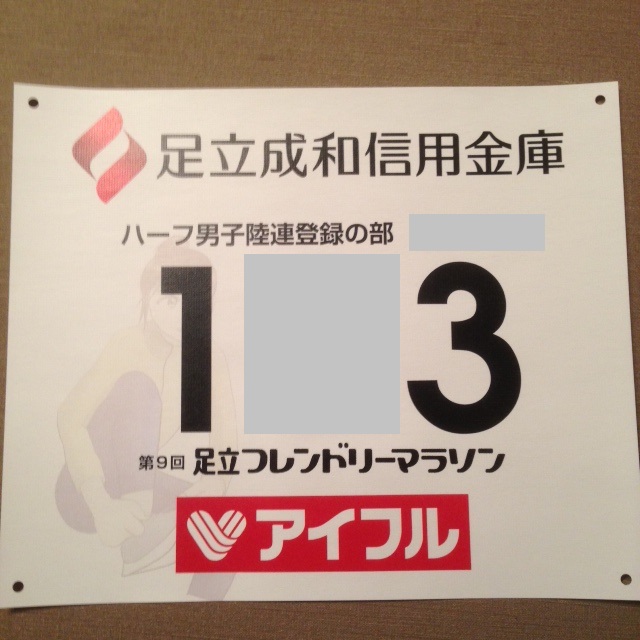 足立成和信用金庫
ハーフ男子陸連登録の部
1 3
第9回 足立フレンドリーマラソン
アイフル